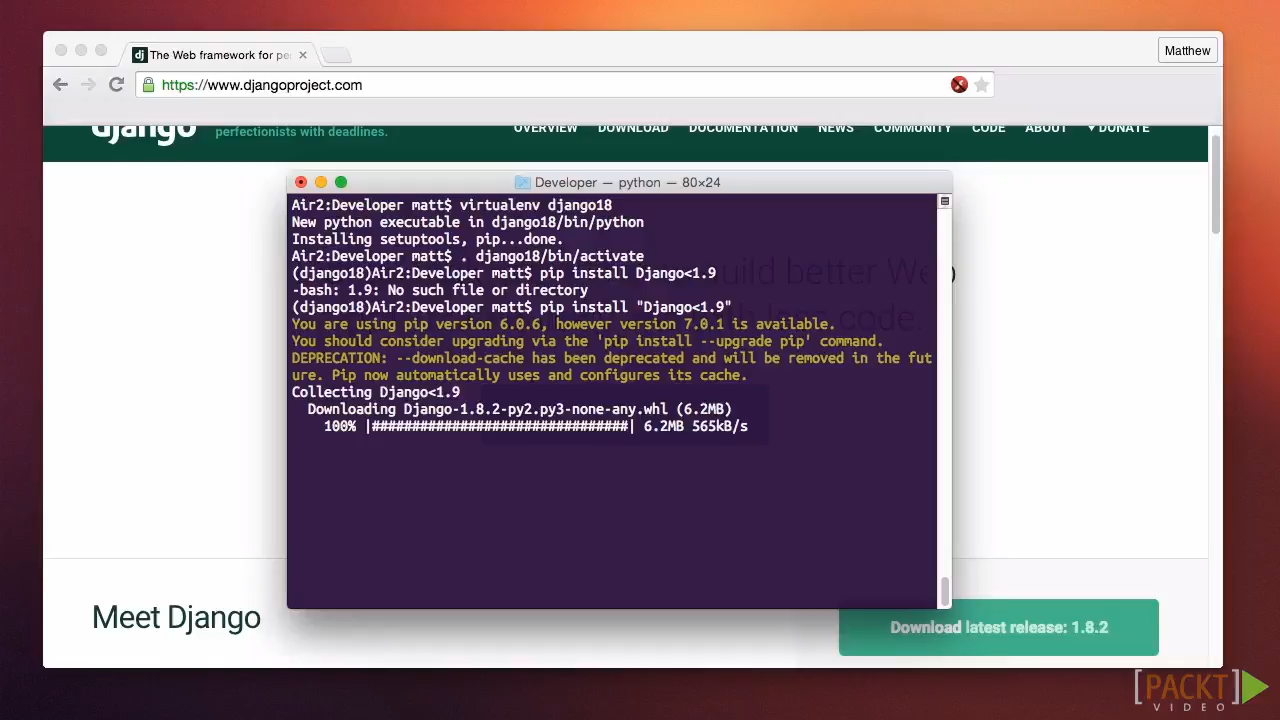 The Web framework for pe
Matthew
https://www.djangoproject.com
django perfectionists with deadlines. OVERVIEW DOWNLOAD DOCUMENTATION NEWS COMMUNITY CODE ABOUT ♥ DONATE
Developer — python — 80×24
Air2:Developer matt$ virtualenv django18
New python executable in django18/bin/python
Installing setuptools, pip...done.
Air2:Developer matt$ . django18/bin/activate
(django18)Air2:Developer matt$ pip install Django<1.9
-bash: 1.9: No such file or directory
(django18)Air2:Developer matt$ pip install "Django<1.9"
You are using pip version 6.0.6, however version 7.0.1 is available.
You should consider upgrading via the 'pip install --upgrade pip' command.
DEPRECATION: --download-cache has been deprecated and will be removed in the fut
ure. Pip now automatically uses and configures its cache.
Collecting Django<1.9
Downloading Django-1.8.2-py2.py3-none-any.whl (6.2MB)
100% |################################| 6.2MB 565kB/s
build better We
code
Meet Django
Download latest release: 1.8.2
[PACKT]
VIDEO